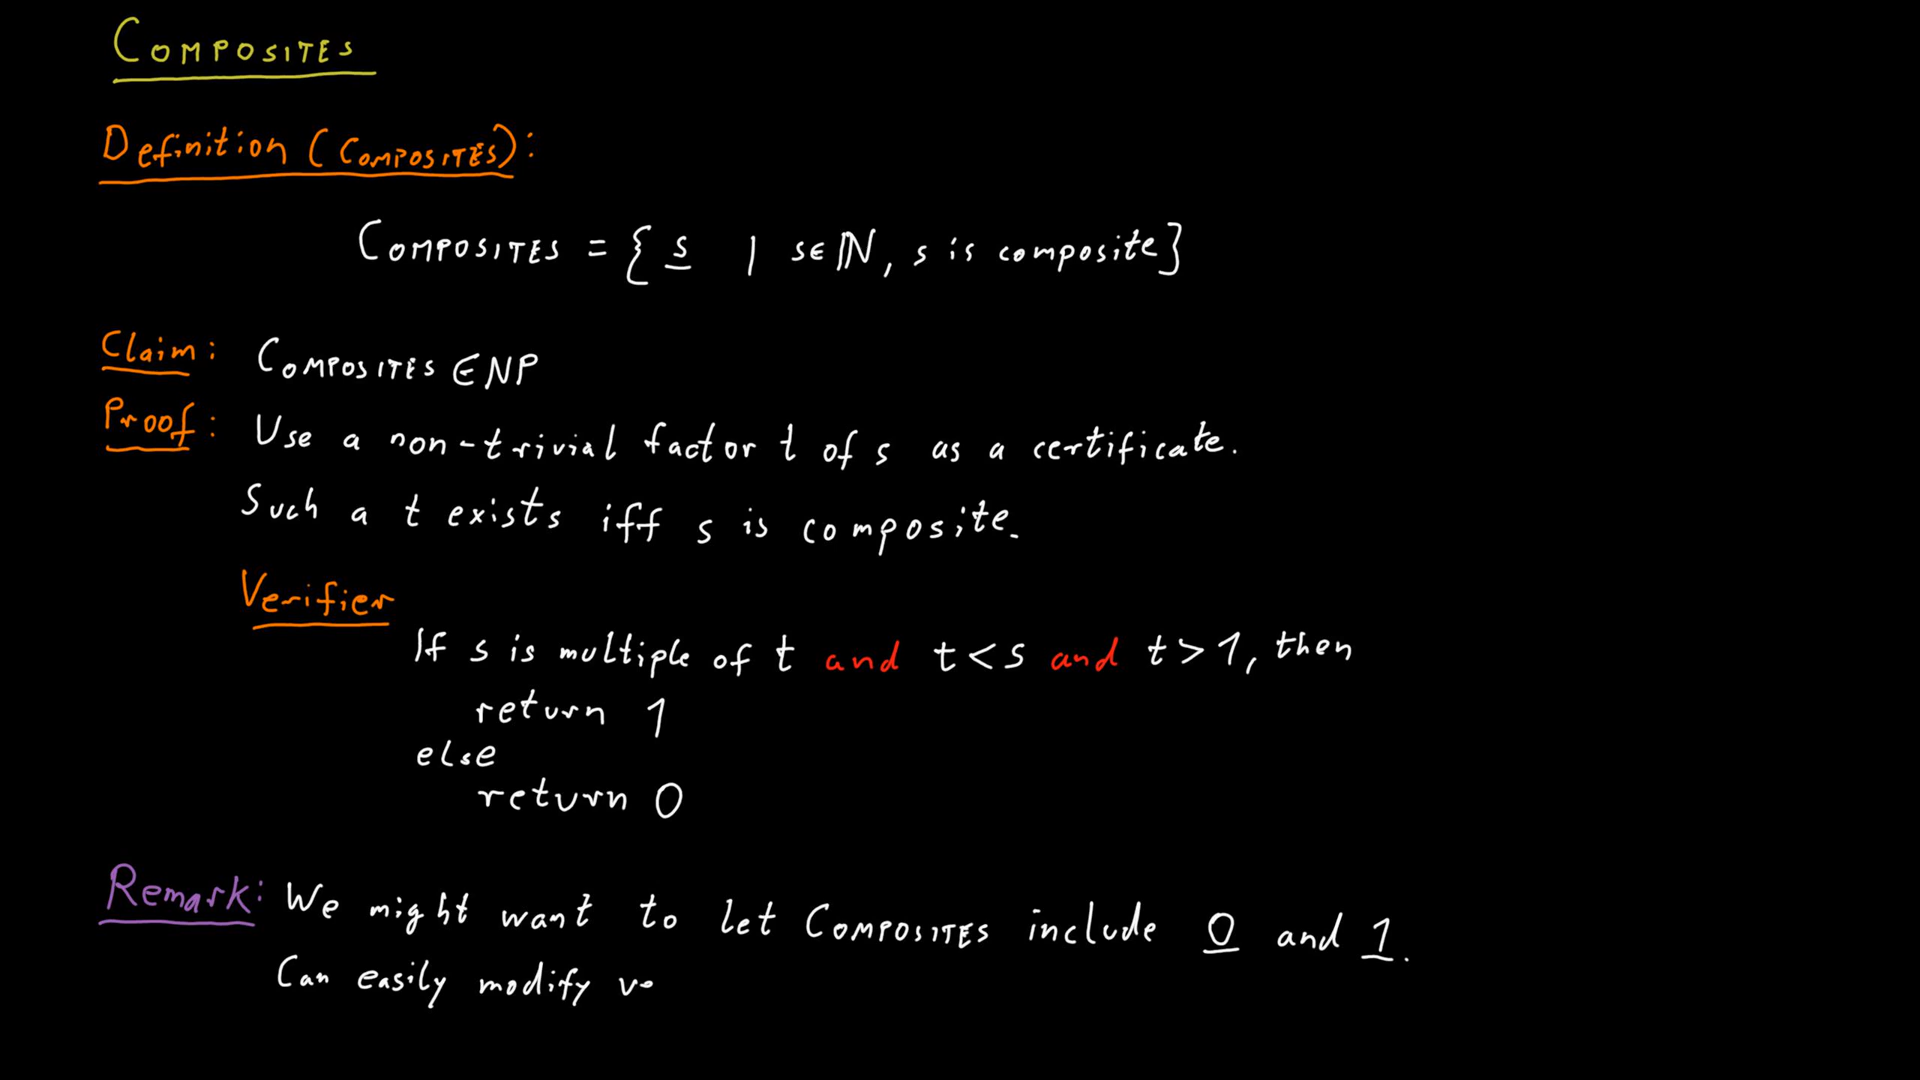 COMPOSITES
Definition (COMPOSITES):
COMPOSITES = { s | s∈ℕ, s is composite}
Claim: COMPOSITES ∈ NP
Proof: Use a non-trivial factor t of s as a certificate.
Such a t exists iff s is composite.
Verifier
If s is multiple of t and t<s and t>1, then
return 1
else
return 0
Remark: We might want to let COMPOSITES include 0 and 1.
Can easily modify ve